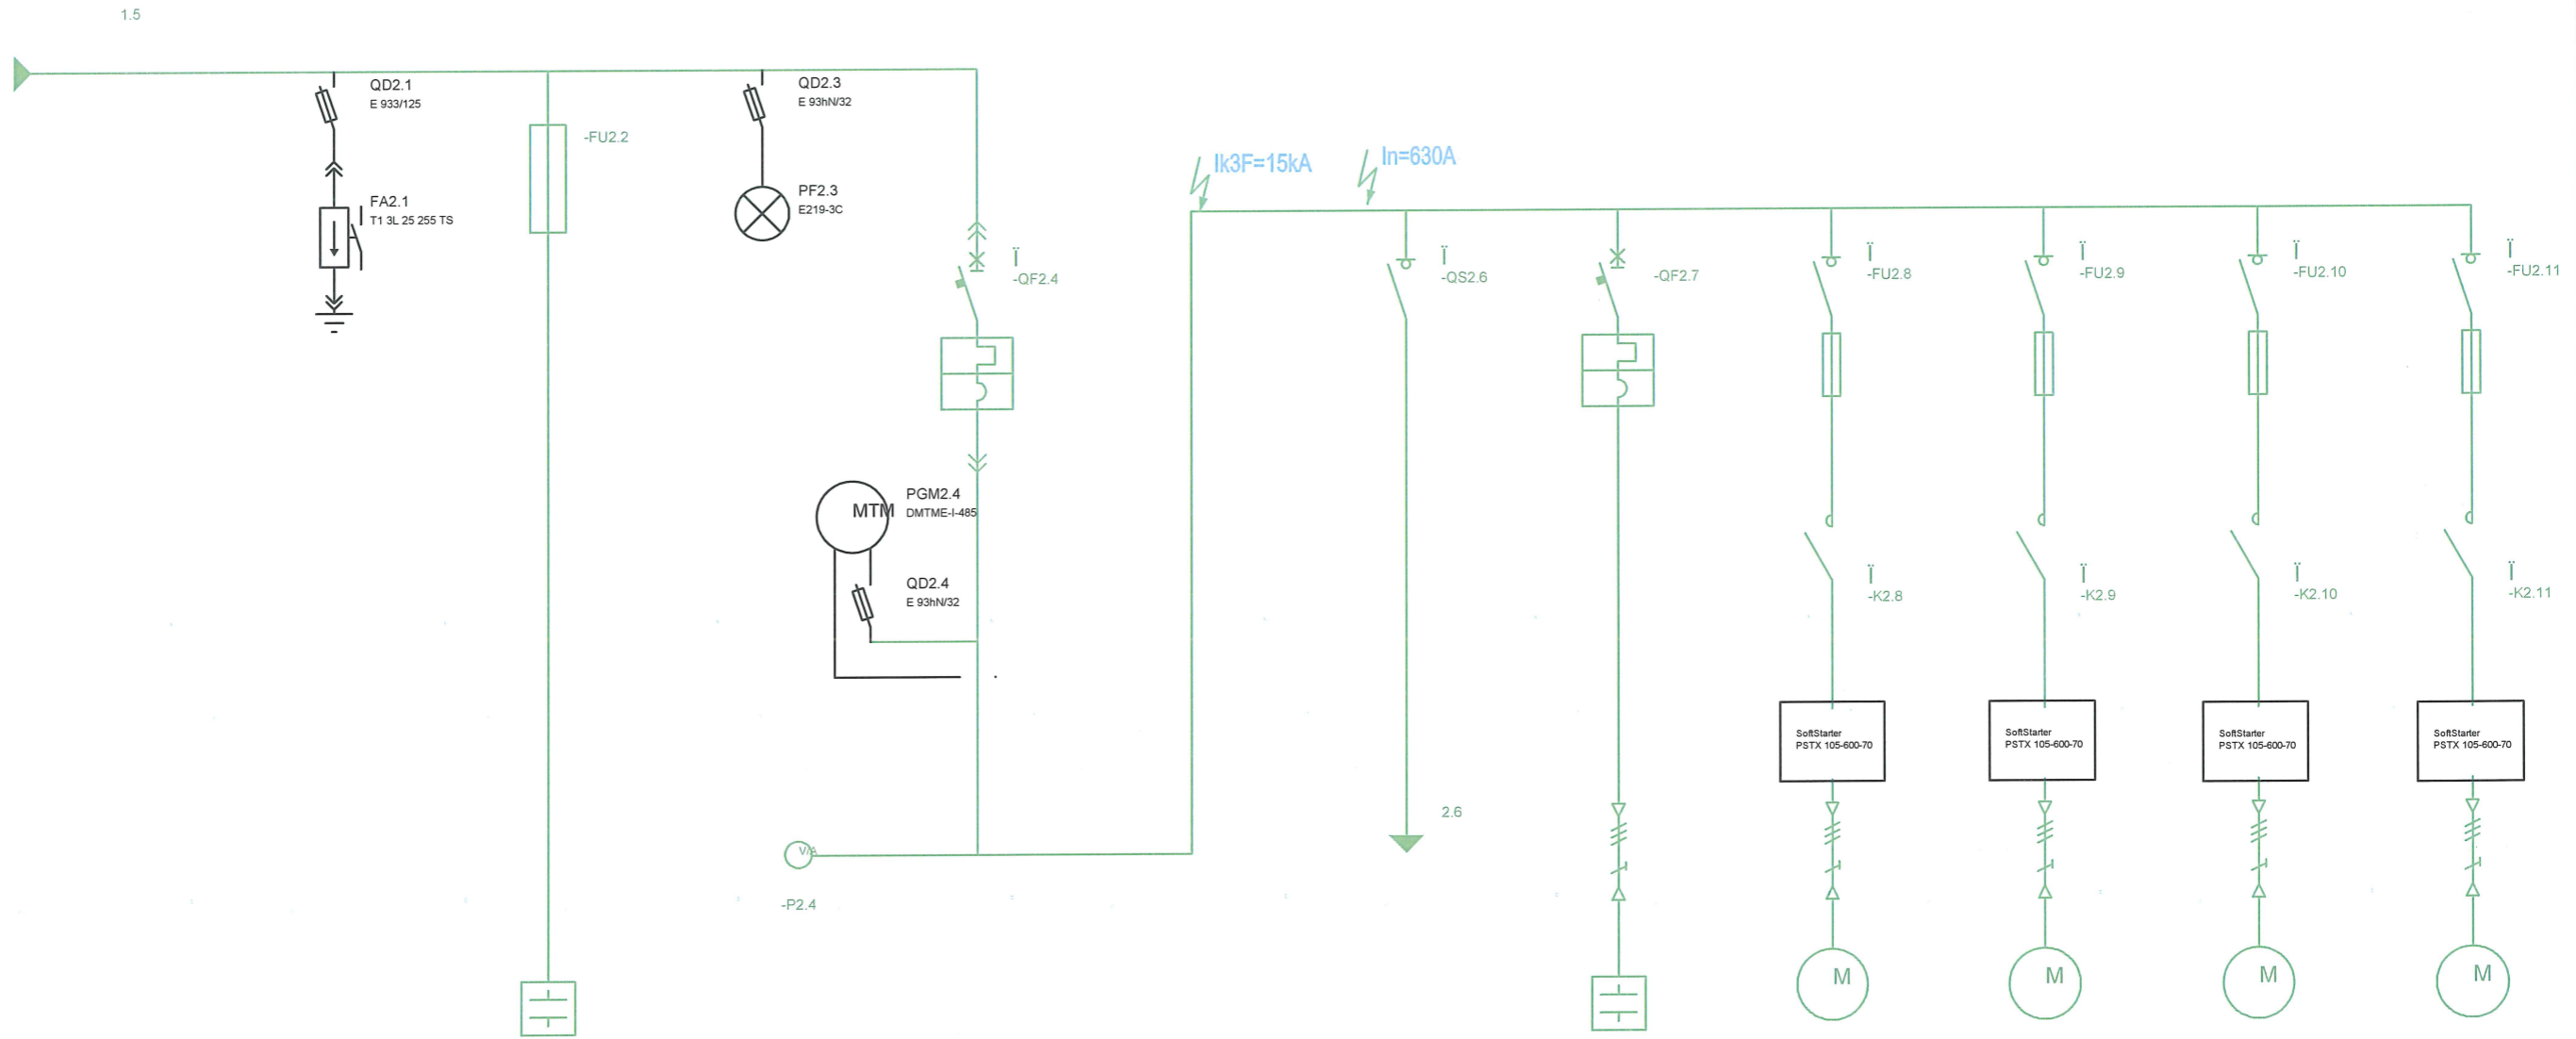 1.5
QD2.1
E 933/125
FA2.1
T1 3L 25 255 TS
-FU2.2
QD2.3
E 93hN/32
PF2.3
E219-3C
Ï
-QF2.4
PGM2.4
DMTME-I-485
MTM
QD2.4
E 93hN/32
V/A
-P2.4
Ik3F=15kA
In=630A
Ï
-QS2.6
2.6
-QF2.7
Ï
-FU2.8
Ï
-FU2.9
Ï
-FU2.10
Ï
-FU2.11
Ï
-K2.8
Ï
-K2.9
Ï
-K2.10
Ï
-K2.11
SoftStarter
PSTX 105-600-70
SoftStarter
PSTX 105-600-70
SoftStarter
PSTX 105-600-70
SoftStarter
PSTX 105-600-70
M
M
M
M